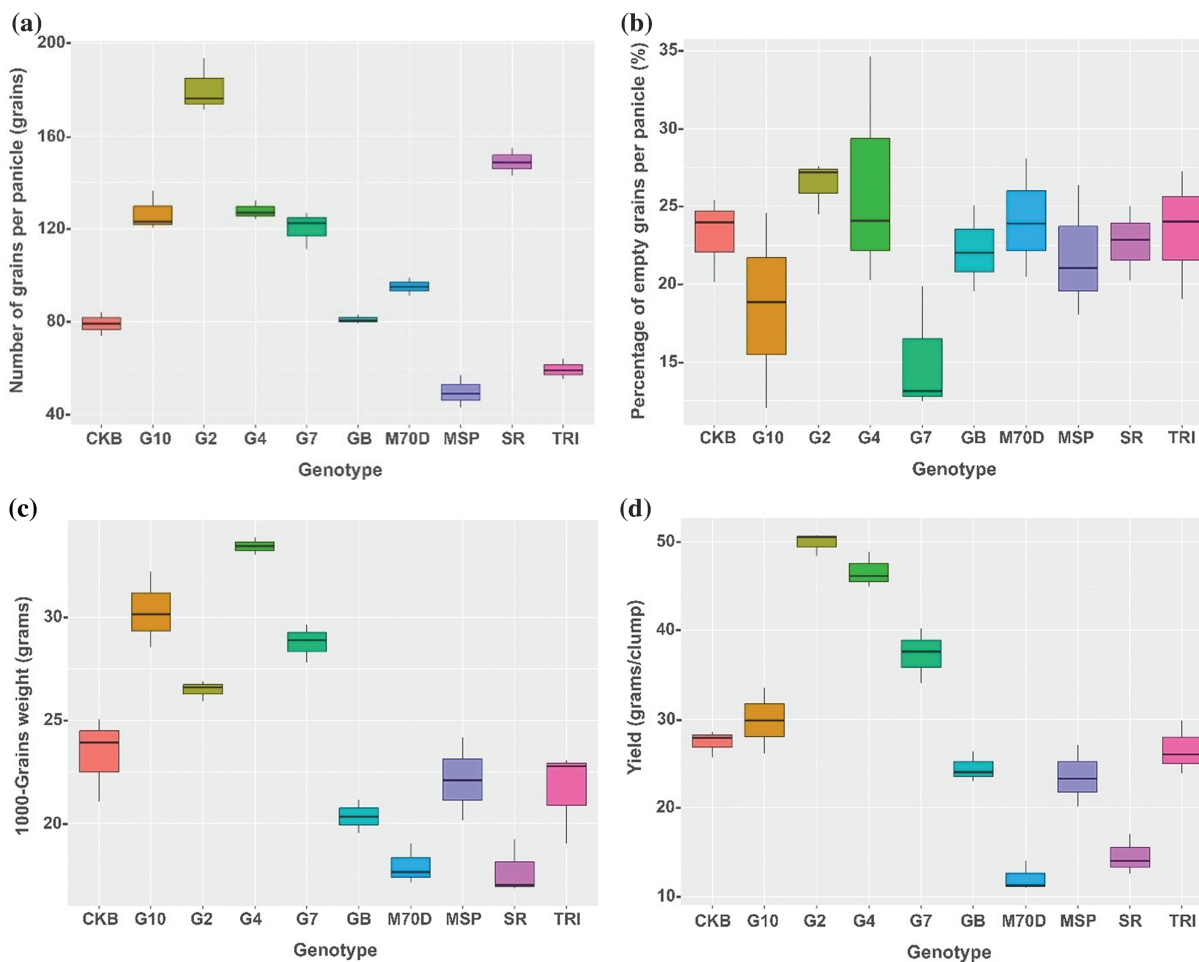 (a)
Number of grains per panicle (grains)
200
160
120
80
40
CKB G10 G2 G4 G7 GB M70D MSP SR TRI
Genotype
(b)
Percentage of empty grains per panicle (%)
35
30
25
20
15
CKB G10 G2 G4 G7 GB M70D MSP SR TRI
Genotype
(c)
1000-Grains weight (grams)
30
25
20
CKB G10 G2 G4 G7 GB M70D MSP SR TRI
Genotype
(d)
Yield (grams/clump)
50
40
30
20
10
CKB G10 G2 G4 G7 GB M70D MSP SR TRI
Genotype